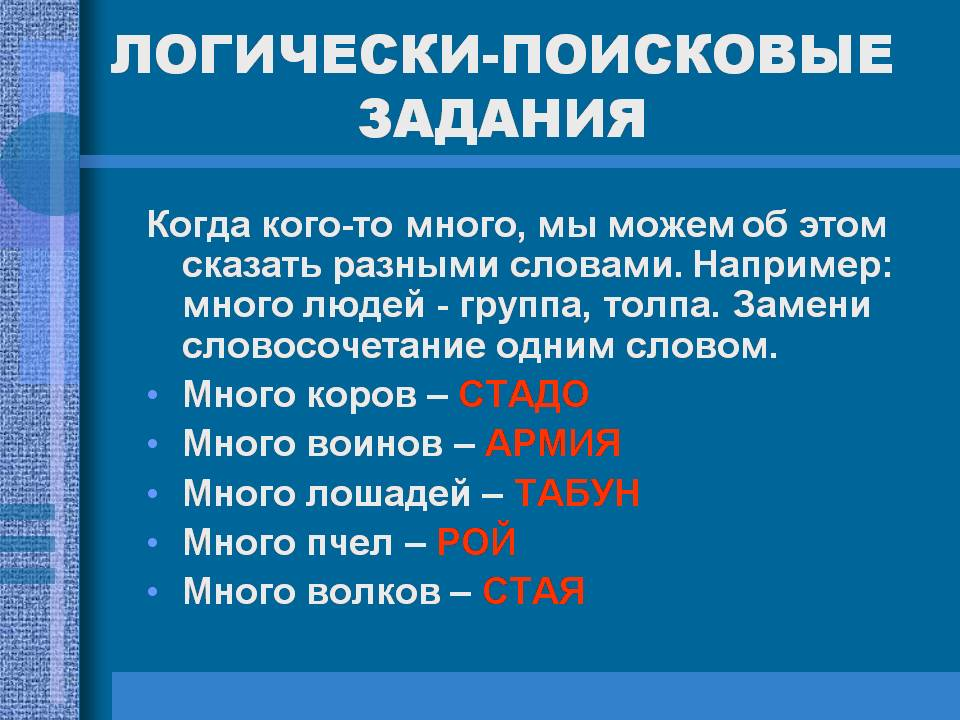 ЛОГИЧЕСКИ-ПОИСКОВЫЕ
ЗАДАНИЯ
Когда кого-то много, мы можем об этом
сказать разными словами. Например:
много людей - группа, толпа. Замени
словосочетание одним словом.
• Много коров – СТАДО
• Много воинов – АРМИЯ
• Много лошадей – ТАБУН
• Много пчел – РОЙ
• Много волков – СТАЯ